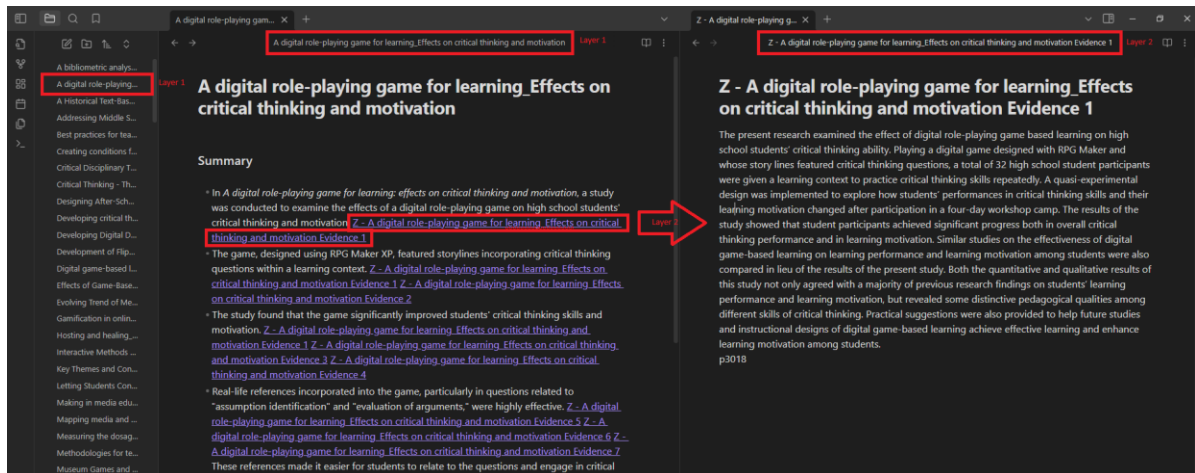 A digital role-playing gam...
A digital role-playing game for learning_Effects on critical thinking and motivation
Layer 1
A bibliometric analys...
A digital role-playing...
Layer 1
A Historical Text-Bas...
Addressing Middle S...
Best practices for tea...
Creating conditions f...
Critical Disciplinary T...
Critical Thinking - Th...
Designing After-Sch...
Developing critical th...
Developing Digital D...
Development of Flip...
Digital game-based l...
Effects of Game-Base...
Evolving Trend of Me...
Gamification in onlin...
Hosting and healing_...
Interactive Methods ...
Key Themes and Con...
Letting Students Con...
Making in media edu...
Mapping media and ...
Measuring the dosag...
Methodologies for te...
Museum Games and ...
A digital role-playing game for learning_Effects on
critical thinking and motivation
Summary
In A digital role-playing game for learning: effects on critical thinking and motivation, a study
was conducted to examine the effects of a digital role-playing game on high school students'
critical thinking and motivation. Z - A digital role-playing game for learning_Effects on critical
thinking and motivation Evidence 1
Layer 2
The game, designed using RPG Maker XP, featured storylines incorporating critical thinking
questions within a learning context. Z - A digital role-playing game for learning_Effects on
critical thinking and motivation Evidence 1 Z - A digital role-playing game for learning_Effects
on critical thinking and motivation Evidence 2
The study found that the game significantly improved students' critical thinking skills and
motivation. Z - A digital role-playing game for learning_Effects on critical thinking and
motivation Evidence 1 Z - A digital role-playing game for learning_Effects on critical thinking
and motivation Evidence 3 Z - A digital role-playing game for learning_Effects on critical
thinking and motivation Evidence 4
Real-life references incorporated into the game, particularly in questions related to
"assumption identification" and "evaluation of arguments," were highly effective. Z - A digital
role-playing game for learning_Effects on critical thinking and motivation Evidence 5 Z - A
digital role-playing game for learning_Effects on critical thinking and motivation Evidence 6 Z -
A digital role-playing game for learning_Effects on critical thinking and motivation Evidence 7
These references made it easier for students to relate to the questions and engage in critical
Z - A digital role-playing g...
Z - A digital role-playing game for learning_Effects on critical thinking and motivation Evidence 1
Layer 2
Z - A digital role-playing game for learning_Effects
on critical thinking and motivation Evidence 1
The present research examined the effect of digital role-playing game based learning on high
school students' critical thinking ability. Playing a digital game designed with RPG Maker and
whose story lines featured critical thinking questions, a total of 32 high school student participants
were given a learning context to practice critical thinking skills repeatedly. A quasi-experimental
design was implemented to explore how students' performances in critical thinking skills and their
learning motivation changed after participation in a four-day workshop camp. The results of the
study showed that student participants achieved significant progress both in overall critical
thinking performance and in learning motivation. Similar studies on the effectiveness of digital
game-based learning on learning performance and learning motivation among students were also
compared in lieu of the results of the present study. Both the quantitative and qualitative results of
this study not only agreed with a majority of previous research findings on students' learning
performance and learning motivation, but revealed some distinctive pedagogical qualities among
different skills of critical thinking. Practical suggestions were also provided to help future studies
and instructional designs of digital game-based learning achieve effective learning and enhance
learning motivation among students.
p3018